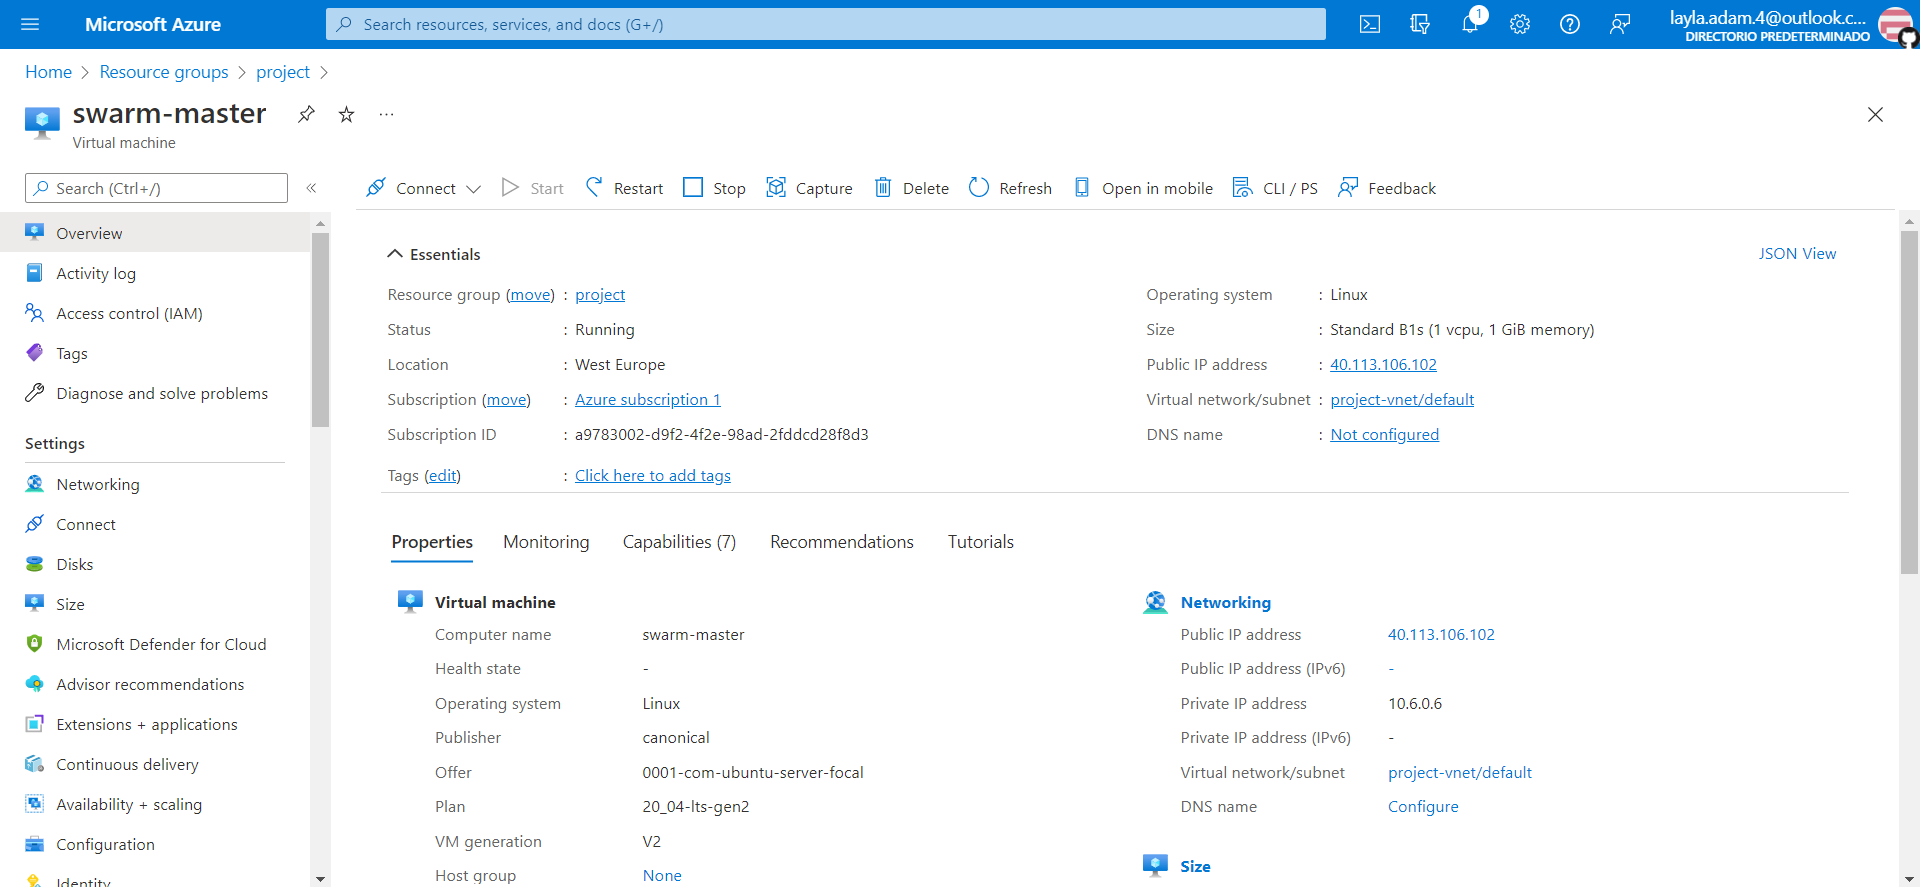 Microsoft Azure
Search resources, services, and docs (G+/)
1
layla.adam.4@outlook.c...
DIRECTORIO PREDETERMINADO
Home > Resource groups > project >
swarm-master
...
Virtual machine
Search (Ctrl+/)
«
Connect
Start
Restart
Stop
Capture
Delete
Refresh
Open in mobile
CLI / PS
Feedback
Overview
Activity log
Access control (IAM)
Tags
Diagnose and solve problems
Settings
Networking
Connect
Disks
Size
Microsoft Defender for Cloud
Advisor recommendations
Extensions + applications
Continuous delivery
Availability + scaling
Configuration
Identity
Essentials
JSON View
Resource group (move) : project
Status : Running
Location : West Europe
Subscription (move) : Azure subscription 1
Subscription ID : a9783002-d9f2-4f2e-98ad-2fddcd28f8d3
Tags (edit) : Click here to add tags
Operating system : Linux
Size : Standard B1s (1 vcpu, 1 GiB memory)
Public IP address : 40.113.106.102
Virtual network/subnet : project-vnet/default
DNS name : Not configured
Properties
Monitoring
Capabilities (7)
Recommendations
Tutorials
Virtual machine
Computer name swarm-master
Health state -
Operating system Linux
Publisher canonical
Offer 0001-com-ubuntu-server-focal
Plan 20_04-lts-gen2
VM generation V2
Host group None
Networking
Public IP address 40.113.106.102
Public IP address (IPv6) -
Private IP address 10.6.0.6
Private IP address (IPv6) -
Virtual network/subnet project-vnet/default
DNS name Configure
Size